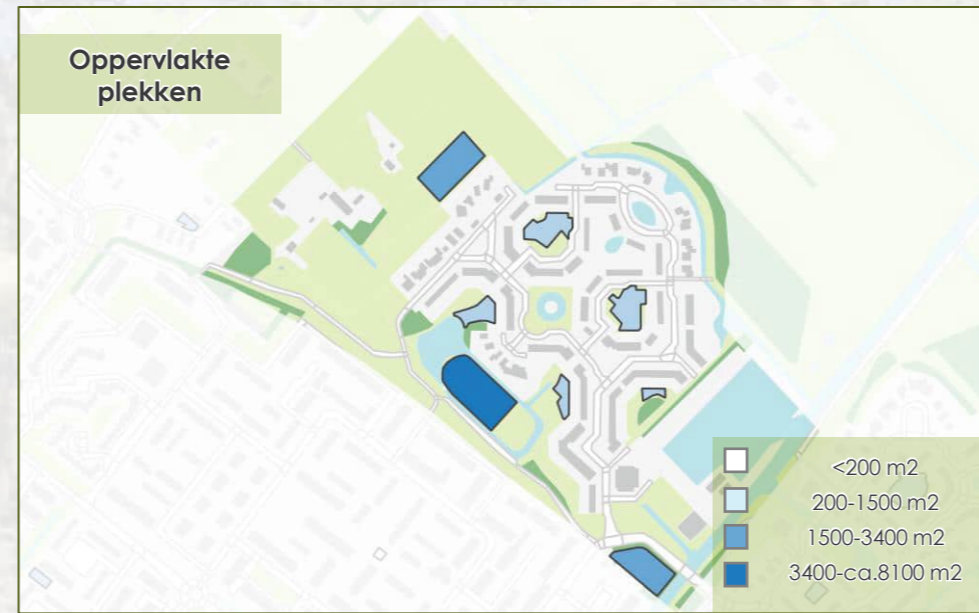 Oppervlakte
plekken
<200 m2
200-1500 m2
1500-3400 m2
3400-ca.8100 m2